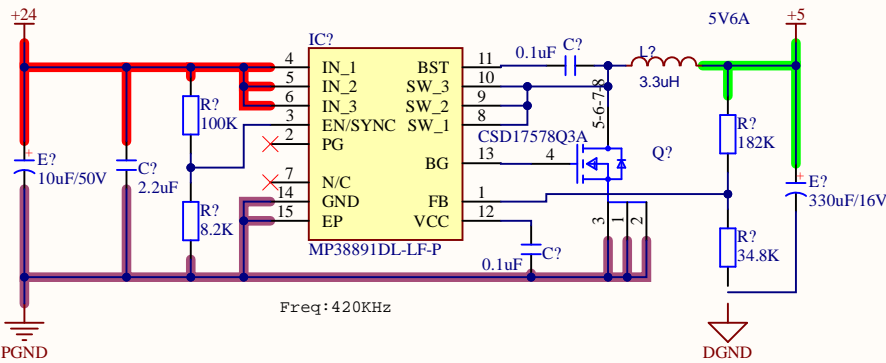 +24
5V6A
+5
IC?
0.1uF
C?
L?
3.3uH
4
IN_1
BST
11
5
IN_2
SW_3
10
6
IN_3
SW_2
9
3
EN/SYNC
SW_1
8
2
PG
7
N/C
BG
13
14
GND
FB
1
15
EP
VCC
12
MP38891DL-LF-P
R?
100K
R?
8.2K
E?
10uF/50V
C?
2.2uF
CSD17578Q3A
Q?
5-6-7-8
4
3
1
2
C?
0.1uF
R?
182K
R?
34.8K
E?
330uF/16V
Freq:420KHz
PGND
DGND